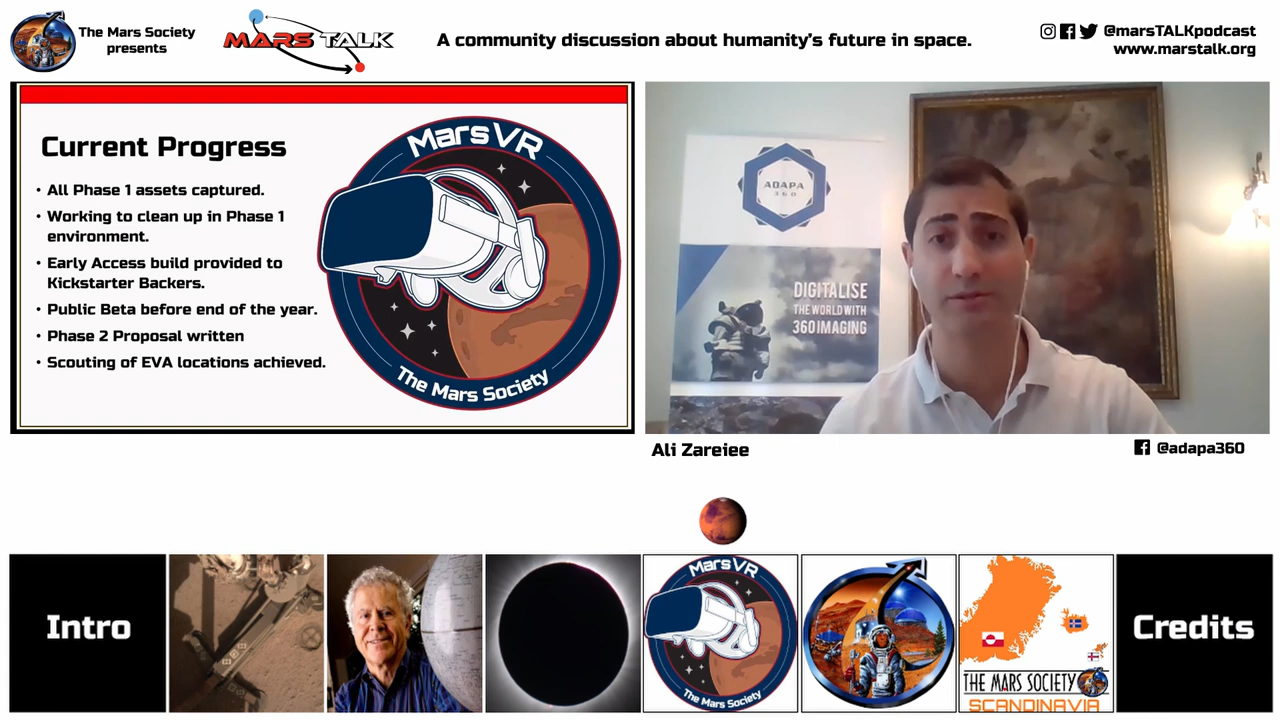 The Mars Society
presents
MARS TALK
A community discussion about humanity's future in space.
@marsTALKpodcast
www.marstalk.org
Current Progress
• All Phase 1 assets captured.
• Working to clean up in Phase 1
environment.
• Early Access build provided to
Kickstarter Backers.
• Public Beta before end of the year.
• Phase 2 Proposal written
• Scouting of EVA locations achieved.
MarsVR
The Mars Society
ADAPA
360
DIGITALISE
THE WORLD WITH
360 IMAGING
Ali Zareiee
@adapa360
Intro
MarsVR
The Mars Society
THE MARS SOCIETY
SCANDINAVIA
Credits